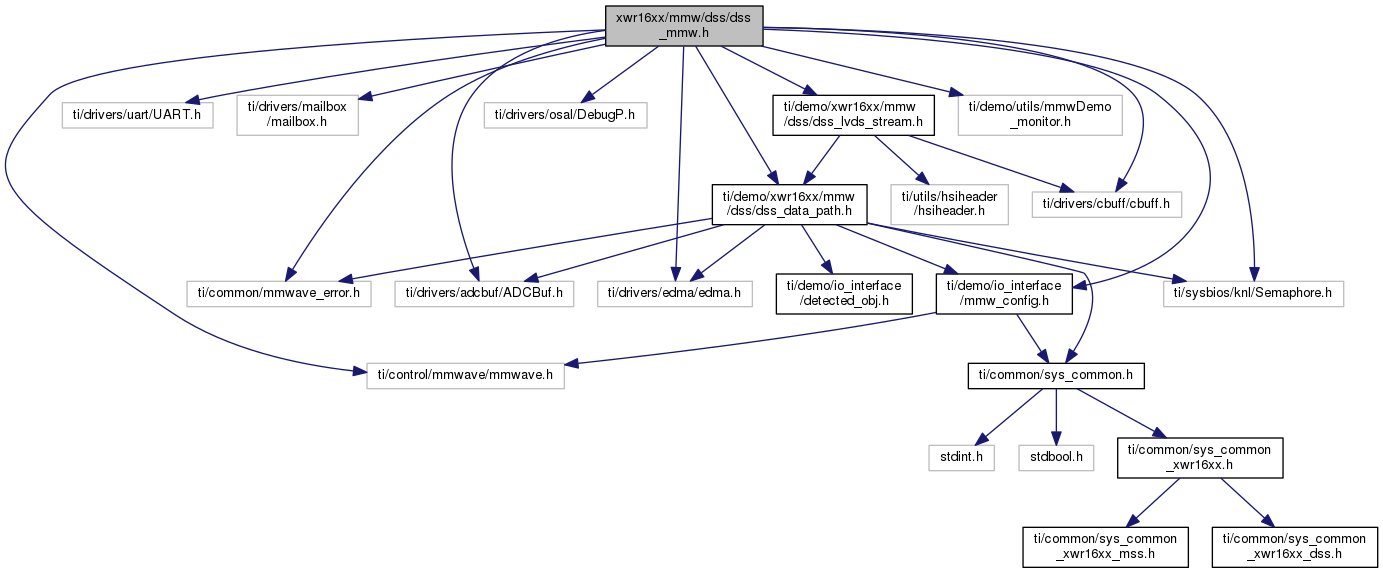 xwr16xx/mmw/dss/dss
_mmw.h
ti/drivers/uart/UART.h
ti/drivers/mailbox
/mailbox.h
ti/drivers/osal/DebugP.h
ti/demo/xwr16xx/mmw
/dss/dss_lvds_stream.h
ti/demo/utils/mmwDemo
_monitor.h
ti/demo/xwr16xx/mmw
/dss/dss_data_path.h
ti/utils/hsiheader
/hsiheader.h
ti/drivers/cbuff/cbuff.h
ti/common/mmwave_error.h
ti/drivers/adcbuf/ADCBuf.h
ti/drivers/edma/edma.h
ti/demo/io_interface
/detected_obj.h
ti/demo/io_interface
/mmw_config.h
ti/sysbios/knl/Semaphore.h
ti/control/mmwave/mmwave.h
ti/common/sys_common.h
stdint.h
stdbool.h
ti/common/sys_common
_xwr16xx.h
ti/common/sys_common
_xwr16xx_mss.h
ti/common/sys_common
_xwr16xx_dss.h